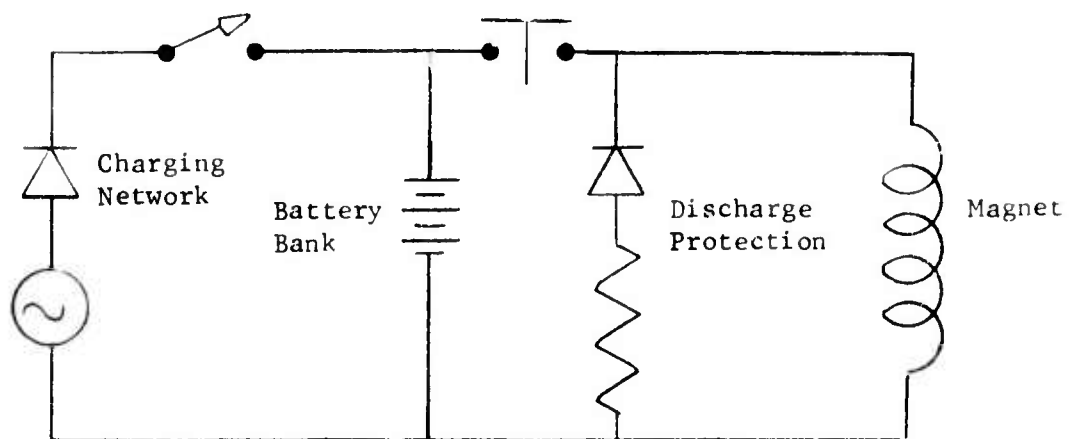 Charging
Network
Battery
Bank
Discharge
Protection
Magnet